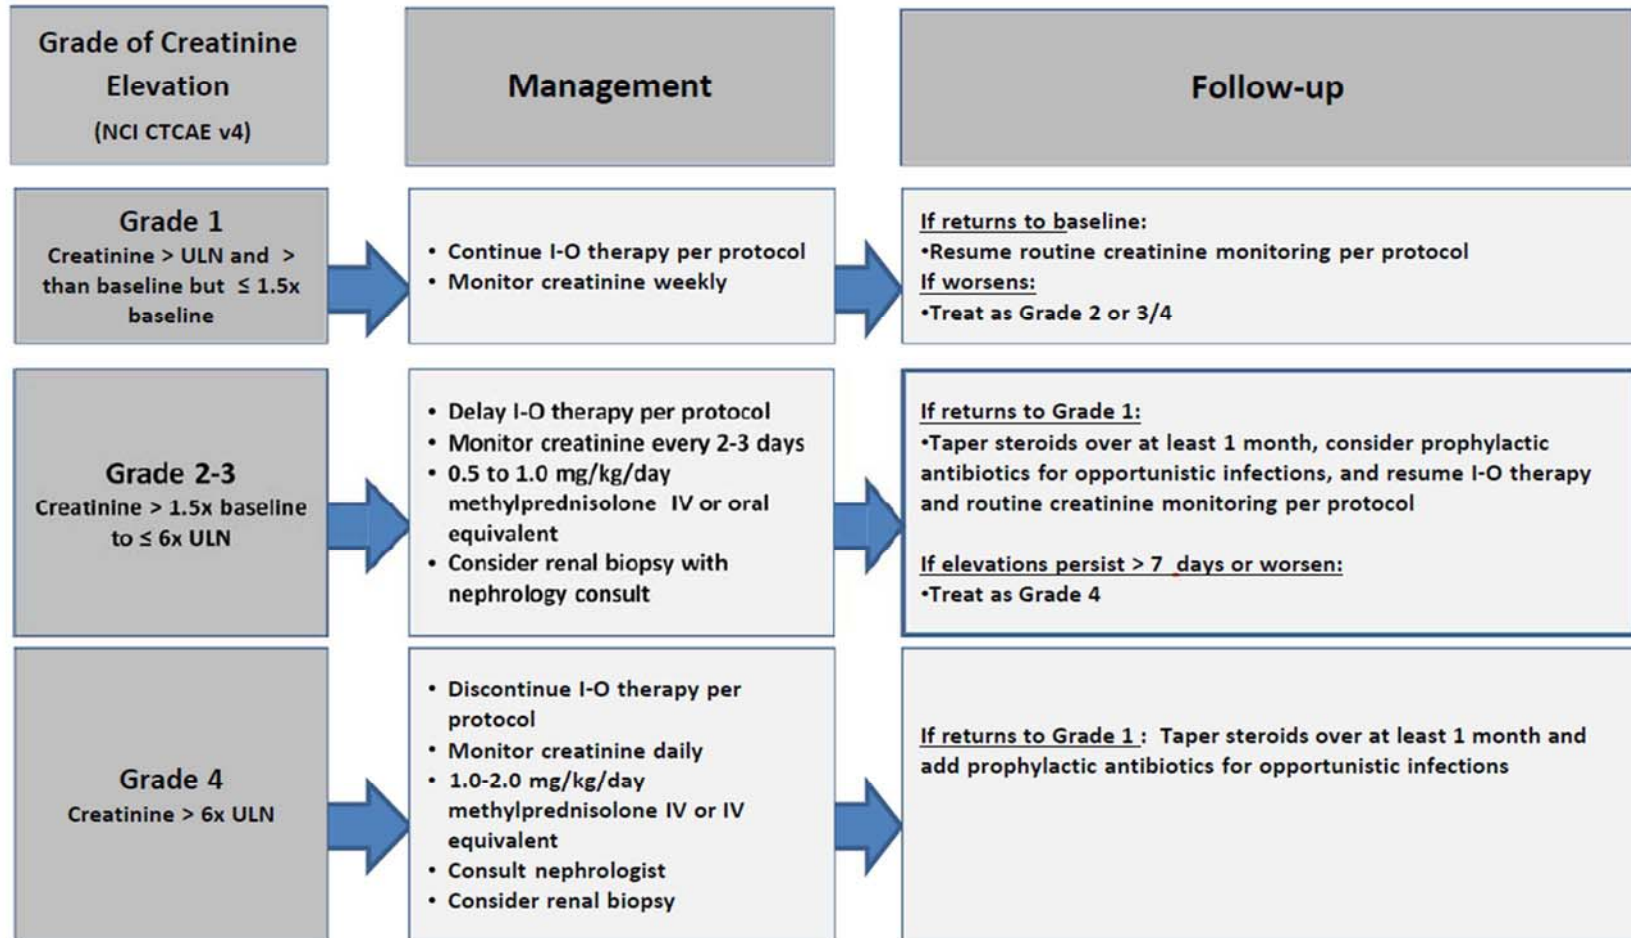 Grade of Creatinine
Elevation
(NCI CTCAE v4)
Management
Follow-up
Grade 1
Creatinine > ULN and >
than baseline but ≤ 1.5x
baseline
• Continue I-O therapy per protocol
• Monitor creatinine weekly
If returns to baseline:
•Resume routine creatinine monitoring per protocol
If worsens:
•Treat as Grade 2 or 3/4
Grade 2-3
Creatinine > 1.5x baseline
to ≤ 6x ULN
• Delay I-O therapy per protocol
• Monitor creatinine every 2-3 days
• 0.5 to 1.0 mg/kg/day
methylprednisolone IV or oral
equivalent
• Consider renal biopsy with
nephrology consult
If returns to Grade 1:
•Taper steroids over at least 1 month, consider prophylactic
antibiotics for opportunistic infections, and resume I-O therapy
and routine creatinine monitoring per protocol
If elevations persist > 7 days or worsen:
•Treat as Grade 4
Grade 4
Creatinine > 6x ULN
• Discontinue I-O therapy per
protocol
• Monitor creatinine daily
• 1.0-2.0 mg/kg/day
methylprednisolone IV or IV
equivalent
• Consult nephrologist
• Consider renal biopsy
If returns to Grade 1 : Taper steroids over at least 1 month and
add prophylactic antibiotics for opportunistic infections